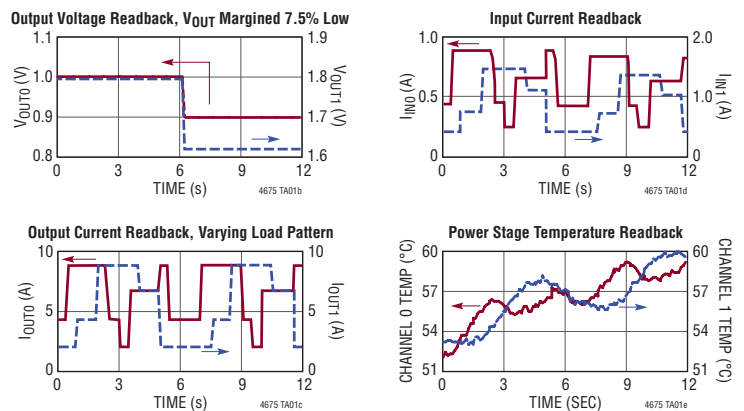 Output Voltage Readback, VOUT Margined 7.5% Low
1.1
1.0
0.9
0.8
VOUT0 (V)
1.9
1.8
1.7
1.6
VOUT1 (V)
0
3
6
9
12
TIME (s)
4675 TA01b
Input Current Readback
1.0
0.5
0
IIN0 (A)
2.0
1.0
0
IIN1 (A)
0
3
6
9
12
TIME (s)
4675 TA01d
Output Current Readback, Varying Load Pattern
10
5
0
IOUT0 (A)
10
5
0
IOUT1 (A)
0
3
6
9
12
TIME (s)
4675 TA01c
Power Stage Temperature Readback
60
57
54
51
CHANNEL 0 TEMP (°C)
60
57
54
51
CHANNEL 1 TEMP (°C)
0
3
6
9
12
TIME (SEC)
4675 TA01e